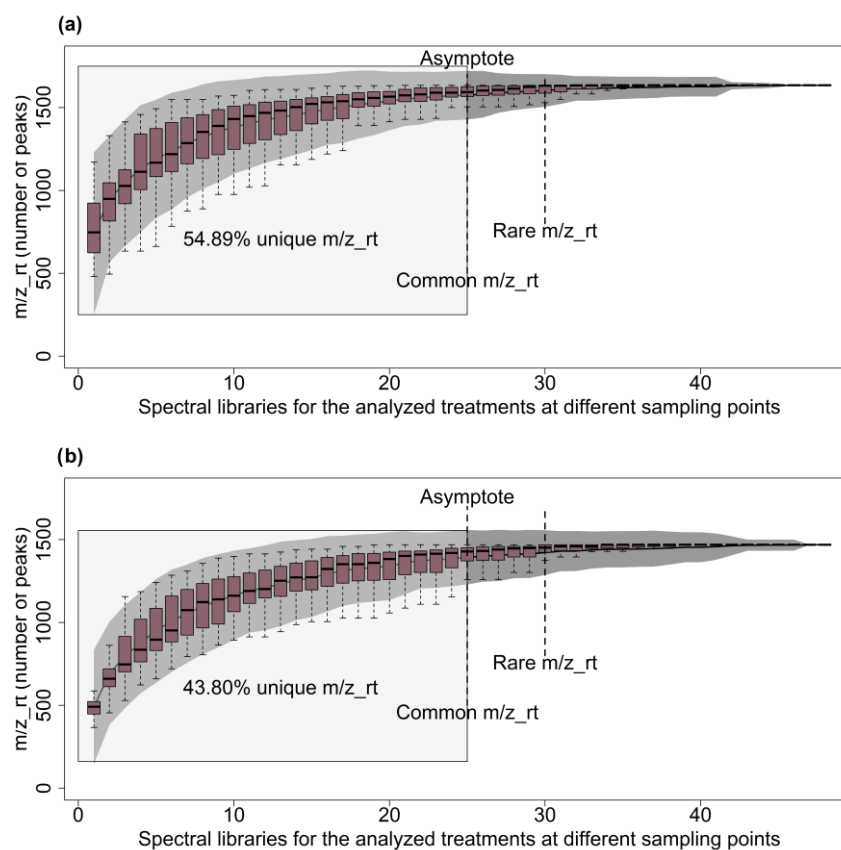 (a)
Asymptote
1500
1000
500
0
m/z_rt (number of peaks)
54.89% unique m/z_rt
Rare m/z_rt
Common m/z_rt
0 10 20 30 40
Spectral libraries for the analyzed treatments at different sampling points
(b)
Asymptote
1500
1000
500
0
m/z_rt (number of peaks)
Rare m/z_rt
43.80% unique m/z_rt
Common m/z_rt
0 10 20 30 40
Spectral libraries for the analyzed treatments at different sampling points